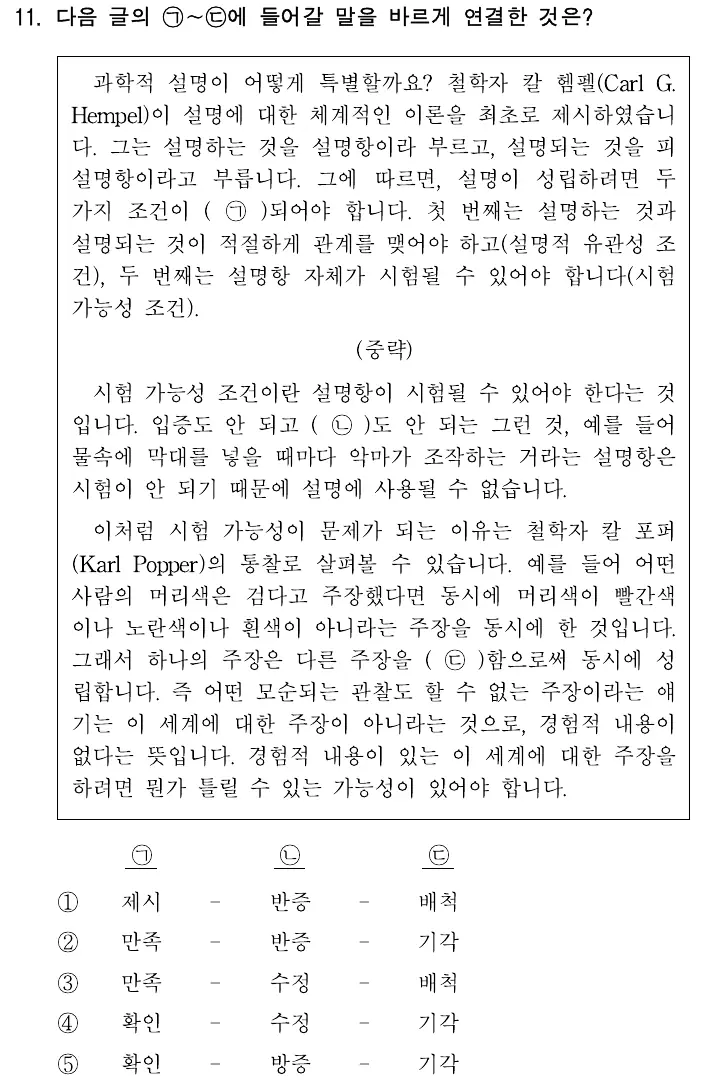 11. 다음 글의 ㉠~㉢에 들어갈 말을 바르게 연결한 것은?
과학적 설명이 어떻게 특별할까요? 철학자 칼 헴펠(Carl G.
Hempel)이 설명에 대한 체계적인 이론을 최초로 제시하였습니
다. 그는 설명하는 것을 설명항이라 부르고, 설명되는 것을 피
설명항이라고 부릅니다. 그에 따르면, 설명이 성립하려면 두
가지 조건이 ( ㉠ )되어야 합니다. 첫 번째는 설명하는 것과
설명되는 것이 적절하게 관계를 맺어야 하고(설명적 유관성 조
건), 두 번째는 설명항 자체가 시험될 수 있어야 합니다(시험
가능성 조건).
(중략)
시험 가능성 조건이란 설명항이 시험될 수 있어야 한다는 것
입니다. 입증도 안 되고 ( ㉡ )도 안 되는 그런 것, 예를 들어
물속에 막대를 넣을 때마다 악마가 조작하는 거라는 설명항은
시험이 안 되기 때문에 설명에 사용될 수 없습니다.
이처럼 시험 가능성이 문제가 되는 이유는 철학자 칼 포퍼
(Karl Popper)의 통찰로 살펴볼 수 있습니다. 예를 들어 어떤
사람의 머리색은 검다고 주장했다면 동시에 머리색이 빨간색
이나 노란색이나 흰색이 아니라는 주장을 동시에 한 것입니다.
그래서 하나의 주장은 다른 주장을 ( ㉢ )함으로써 동시에 성
립합니다. 즉 어떤 모순되는 관찰도 할 수 없는 주장이라는 얘
기는 이 세계에 대한 주장이 아니라는 것으로, 경험적 내용이
없다는 뜻입니다. 경험적 내용이 있는 이 세계에 대한 주장을
하려면 뭔가 틀릴 수 있는 가능성이 있어야 합니다.
㉠ ㉡ ㉢
① 제시 - 반증 - 배척
② 만족 - 반증 - 기각
③ 만족 - 수정 - 배척
④ 확인 - 수정 - 기각
⑤ 확인 - 방증 - 기각